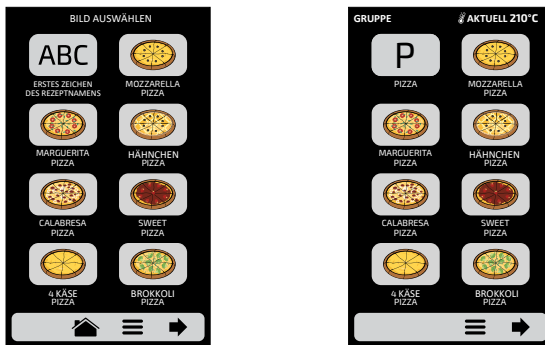 BILD AUSWÄHLEN
ABC
ERSTES ZEICHEN
DES REZEPTNAMENS
MOZZARELLA
PIZZA
MARGUERITA
PIZZA
HÄHNCHEN
PIZZA
CALABRESA
PIZZA
SWEET
PIZZA
4 KÄSE
PIZZA
BROKKOLI
PIZZA
GRUPPE
AKTUELL 210°C
P
PIZZA
MOZZARELLA
PIZZA
MARGUERITA
PIZZA
HÄHNCHEN
PIZZA
CALABRESA
PIZZA
SWEET
PIZZA
4 KÄSE
PIZZA
BROKKOLI
PIZZA